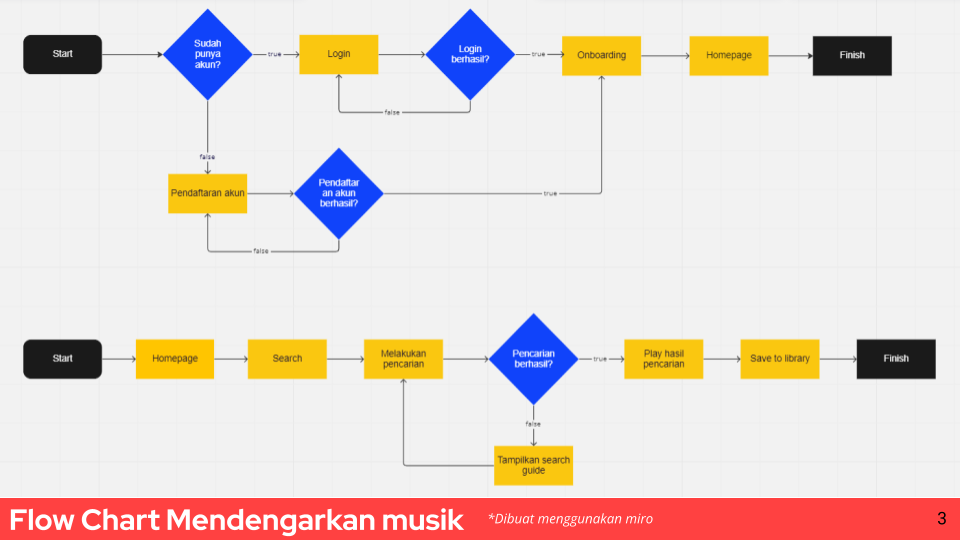 Start
Sudah
punya
akun?
true
Login
Login
berhasil?
true
Onboarding
Homepage
Finish
false
false
Pendaftaran akun
Pendaftar
an akun
berhasil?
true
false
Start
Homepage
Search
Melakukan
pencarian
Pencarian
berhasil?
true
Play hasil
pencarian
Save to library
Finish
false
Tampilkan search
guide
Flow Chart Mendengarkan musik
*Dibuat menggunakan miro
3